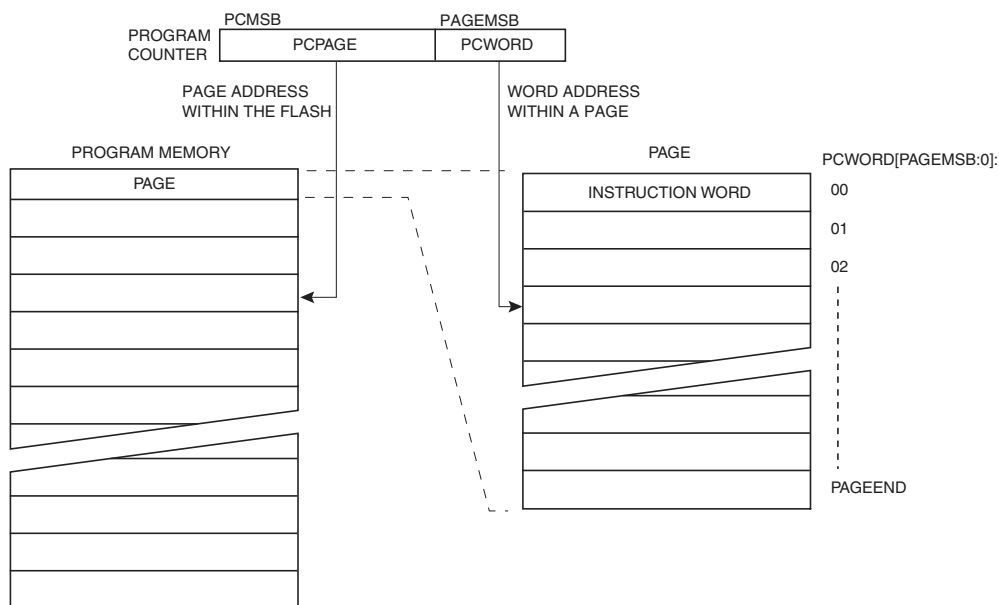 PCMSB PAGEMSB
PROGRAM
COUNTER
PCPAGE PCWORD
PAGE ADDRESS
WITHIN THE FLASH
WORD ADDRESS
WITHIN A PAGE
PROGRAM MEMORY
PAGE
PAGE
INSTRUCTION WORD
PCWORD[PAGEMSB:0]:
00
01
02
PAGEEND